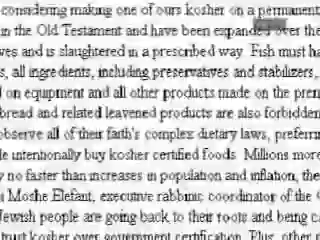 considering making one of ours kosher on a permanent
in the Old Testament and have been expanded over the
ves and is slaughtered in a prescribed way. Fish must ha
s, all ingredients, including preservatives and stabilizers,
d on equipment and all other products made on the prem
bread and related leavened products are also forbidden
observe all of their faith's complex dietary laws, preferrin
le intentionally buy kosher certified foods. Millions more
y no faster than increases in population and inflation, the
i Moshe Elefant, executive rabbinic coordinator of the O
Jewish people are going back to their roots and being ca
trust kosher over government certification. Plus, other r